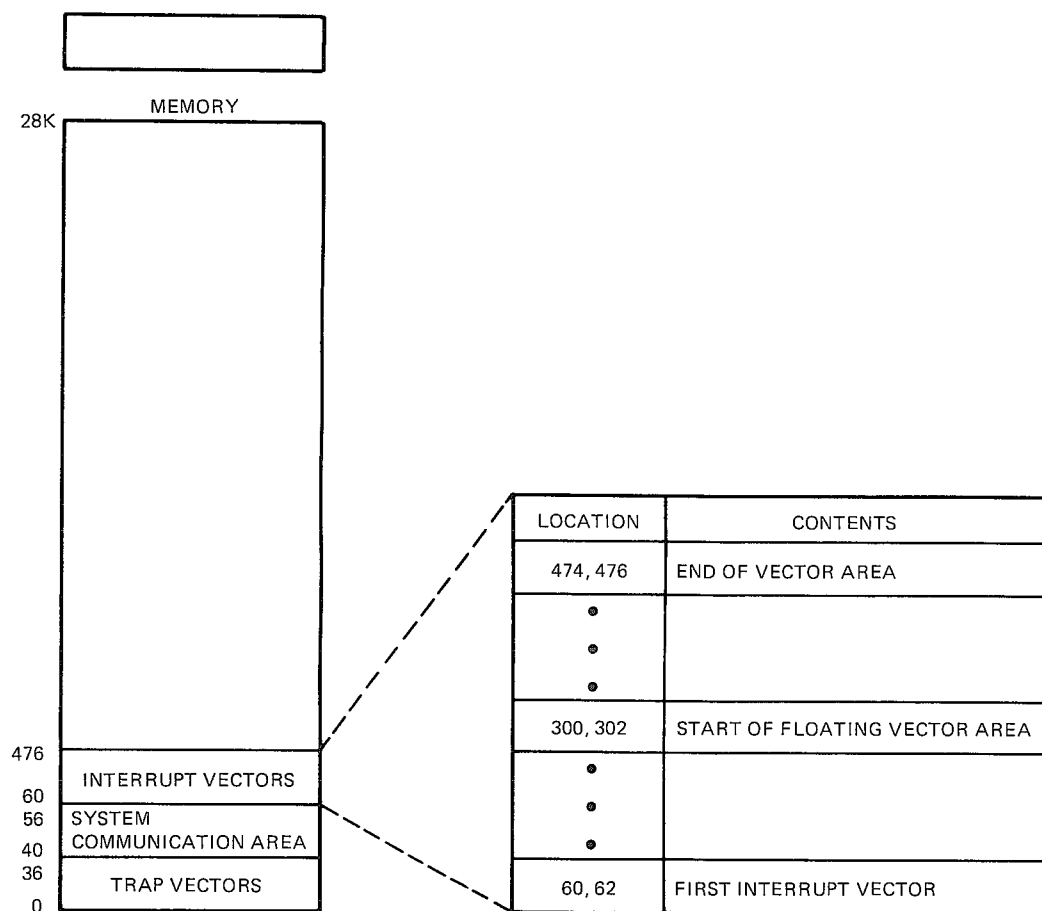 MEMORY
28K
476
INTERRUPT VECTORS
60
56
SYSTEM
COMMUNICATION AREA
40
36
TRAP VECTORS
0
LOCATION CONTENTS
474, 476 END OF VECTOR AREA
300, 302 START OF FLOATING VECTOR AREA
60, 62 FIRST INTERRUPT VECTOR